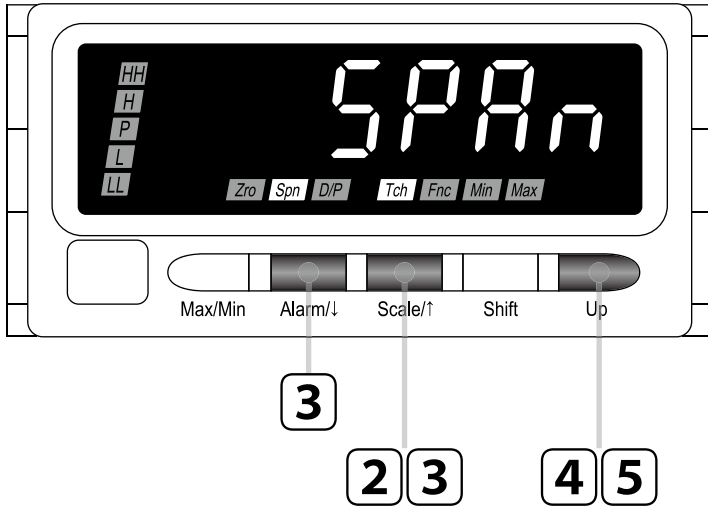 HH
SPAn
H
P
L
LL
Zro Spn D/P Tch Fnc Min Max
Max/Min Alarm/↓ Scale/↑ Shift Up
3
2 3 4 5